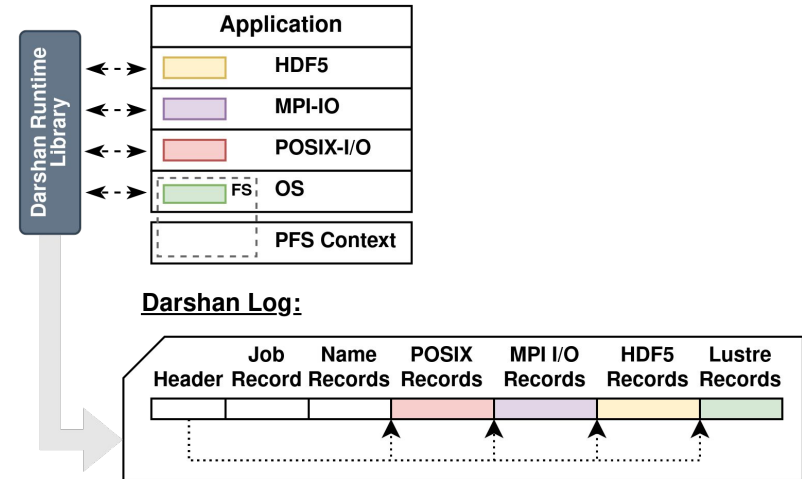 Application
Darshan Runtime
Library
HDF5
MPI-IO
POSIX-I/O
FS OS
PFS Context
Darshan Log:
Job Name POSIX MPI I/O HDF5 Lustre
Header Record Records Records Records Records Records